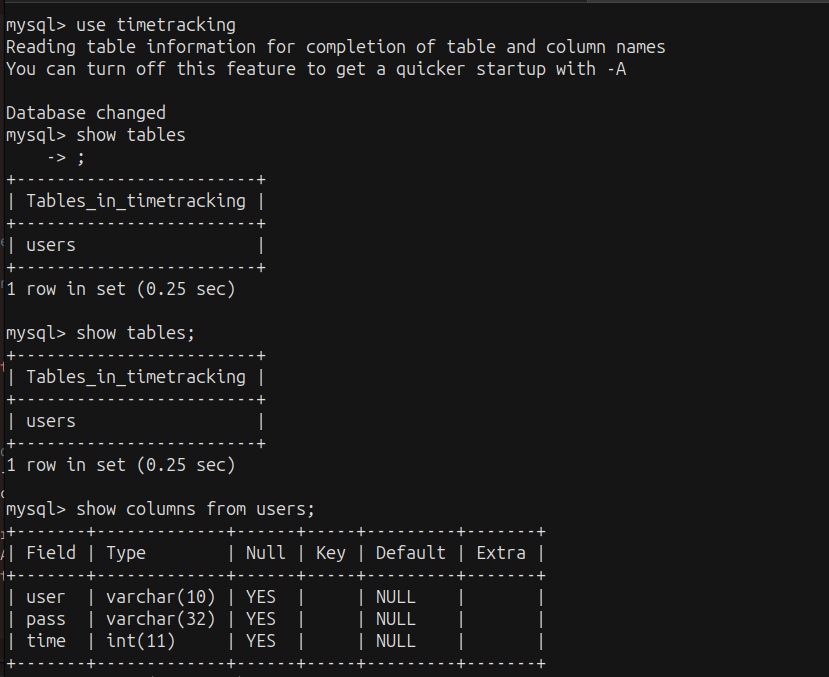 mysql> use timetracking
Reading table information for completion of table and column names
You can turn off this feature to get a quicker startup with -A
Database changed
mysql> show tables
    -> ;
+------------------------+
| Tables_in_timetracking |
+------------------------+
| users                  |
+------------------------+
1 row in set (0.25 sec)
mysql> show tables;
+------------------------+
| Tables_in_timetracking |
+------------------------+
| users                  |
+------------------------+
1 row in set (0.25 sec)
mysql> show columns from users;
+-------+-------------+------+-----+---------+-------+
| Field | Type        | Null | Key | Default | Extra |
+-------+-------------+------+-----+---------+-------+
| user  | varchar(10) | YES  |     | NULL    |       |
| pass  | varchar(32) | YES  |     | NULL    |       |
| time  | int(11)     | YES  |     | NULL    |       |
+-------+-------------+------+-----+---------+-------+